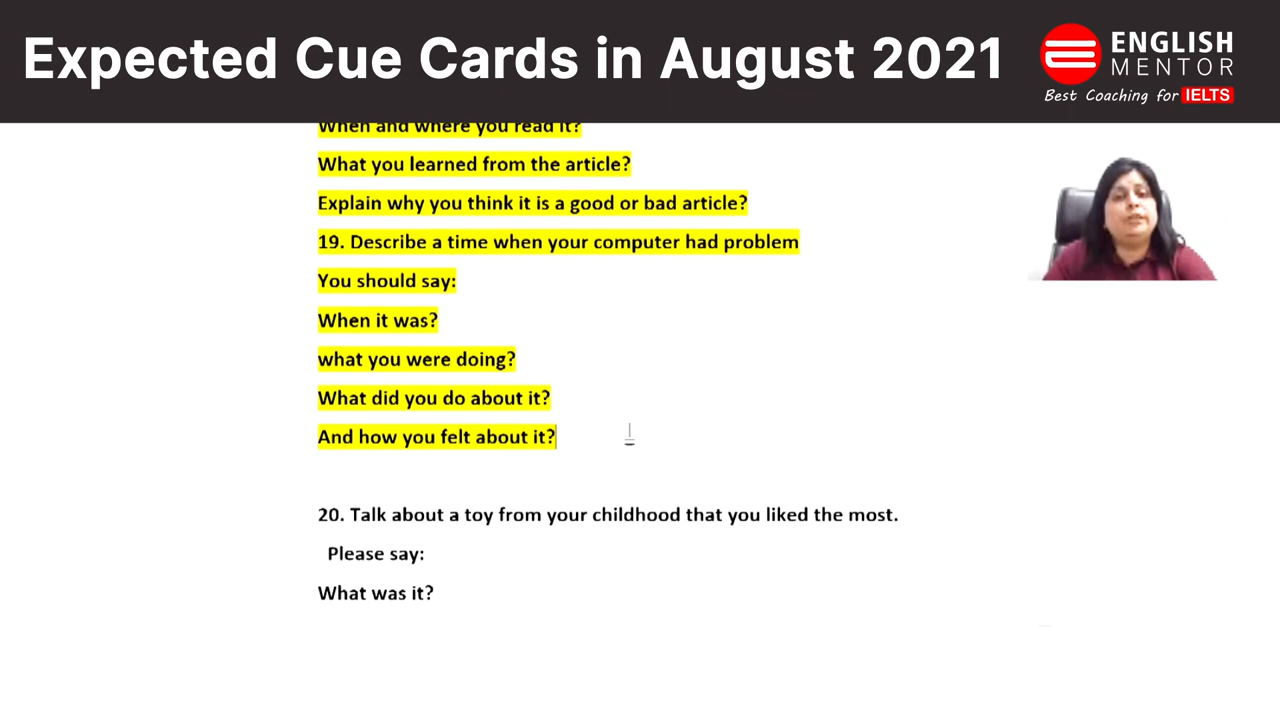 Expected Cue Cards in August 2021
ENGLISH
MENTOR
Best Coaching for IELTS
When and where you read it?
What you learned from the article?
Explain why you think it is a good or bad article?
19. Describe a time when your computer had problem
You should say:
When it was?
what you were doing?
What did you do about it?
And how you felt about it?
20. Talk about a toy from your childhood that you liked the most.
Please say:
What was it?